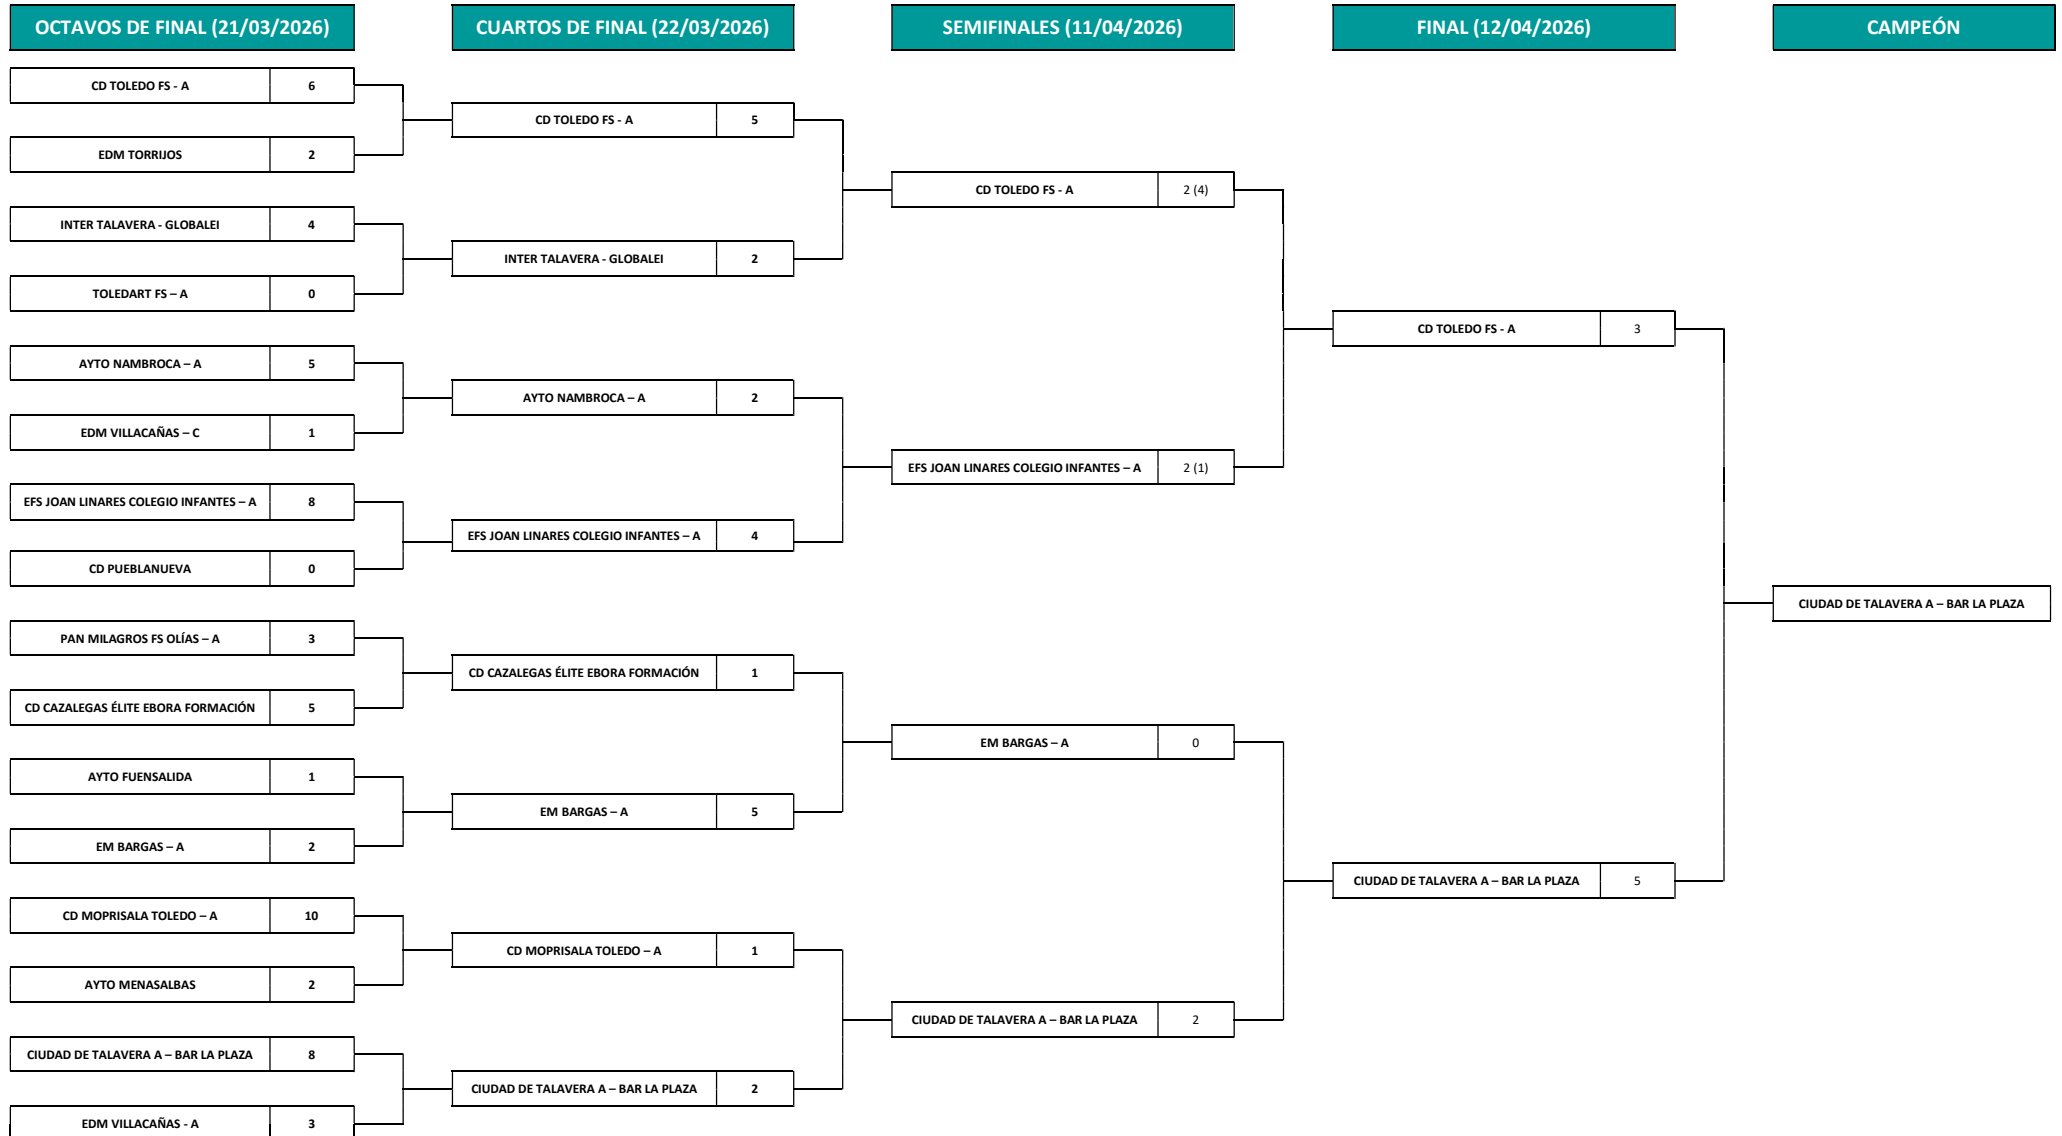 OCTAVOS DE FINAL (21/03/2026)
CUARTOS DE FINAL (22/03/2026)
SEMIFINALES (11/04/2026)
FINAL (12/04/2026)
CAMPEÓN
CD TOLEDO FS - A 6
EDM TORRIJOS 2
INTER TALAVERA - GLOBALEI 4
TOLEDART FS – A 0
AYTO NAMBROCA – A 5
EDM VILLACAÑAS – C 1
EFS JOAN LINARES COLEGIO INFANTES – A 8
CD PUEBLANUEVA 0
PAN MILAGROS FS OLÍAS – A 3
CD CAZALEGAS ÉLITE EBORA FORMACIÓN 5
AYTO FUENSALIDA 1
EM BARGAS – A 2
CD MOPRISALA TOLEDO – A 10
AYTO MENASALBAS 2
CIUDAD DE TALAVERA A – BAR LA PLAZA 8
EDM VILLACAÑAS - A 3
CD TOLEDO FS - A 5
INTER TALAVERA - GLOBALEI 2
AYTO NAMBROCA – A 2
EFS JOAN LINARES COLEGIO INFANTES – A 4
CD CAZALEGAS ÉLITE EBORA FORMACIÓN 1
EM BARGAS – A 5
CD MOPRISALA TOLEDO – A 1
CIUDAD DE TALAVERA A – BAR LA PLAZA 2
CD TOLEDO FS - A 2 (4)
EFS JOAN LINARES COLEGIO INFANTES – A 2 (1)
EM BARGAS – A 0
CIUDAD DE TALAVERA A – BAR LA PLAZA 2
CD TOLEDO FS - A 3
CIUDAD DE TALAVERA A – BAR LA PLAZA 5
CIUDAD DE TALAVERA A – BAR LA PLAZA